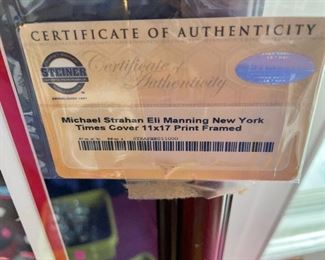 CERTIFICATE OF AUTHENTICITY
STEINER
Certificate of
Authenticity
Michael Strahan Eli Manning New York
Times Cover 11x17 Print Framed